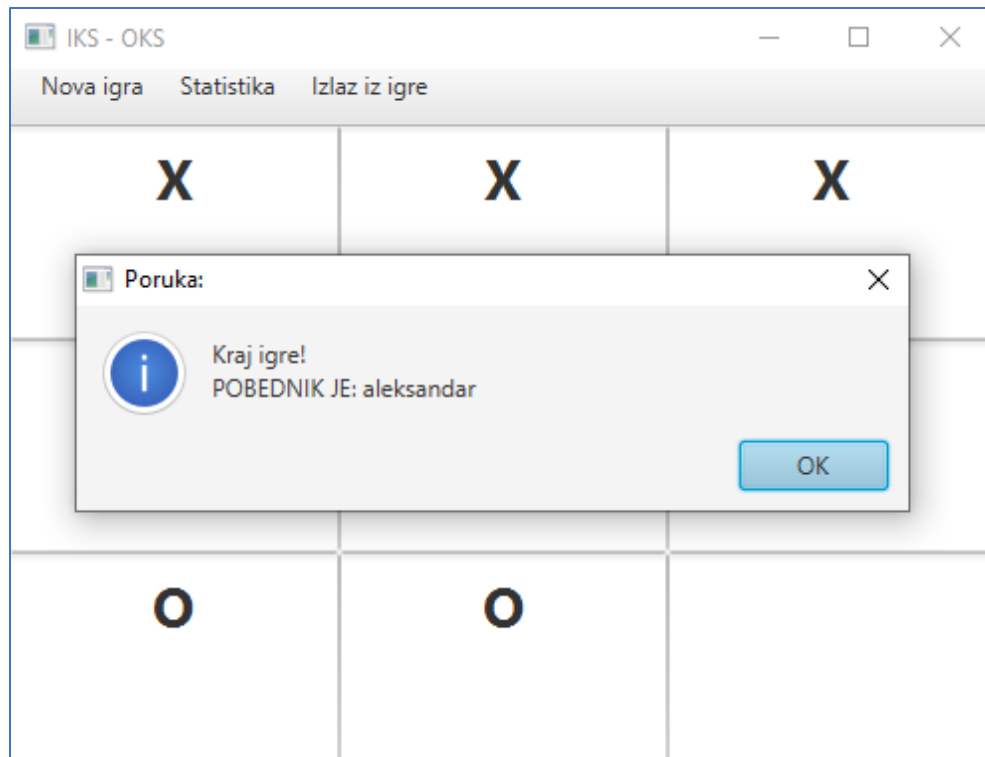 IKS - OKS
Nova igra Statistika Izlaz iz igre
X X X
Poruka:
Kraj igre!
POBEDNIK JE: aleksandar
OK
O O